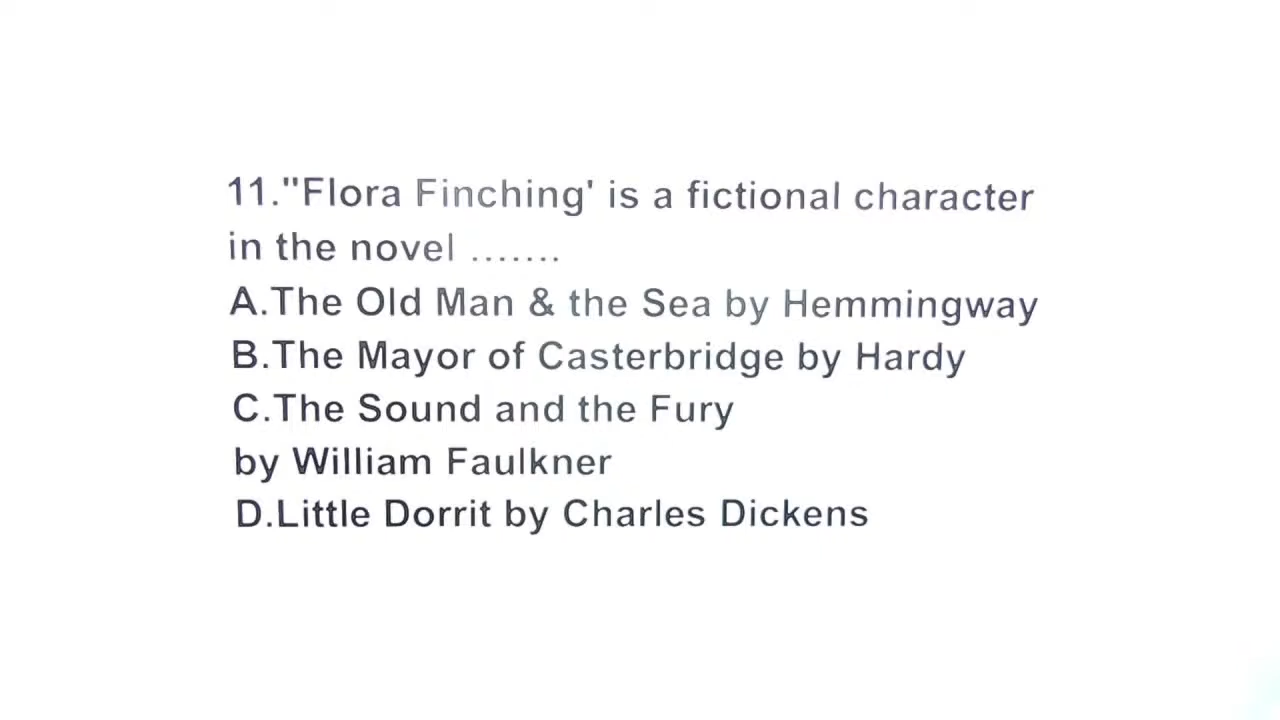 11."Flora Finching' is a fictional character
in the novel .......
A.The Old Man & the Sea by Hemmingway
B.The Mayor of Casterbridge by Hardy
C.The Sound and the Fury
by William Faulkner
D.Little Dorrit by Charles Dickens